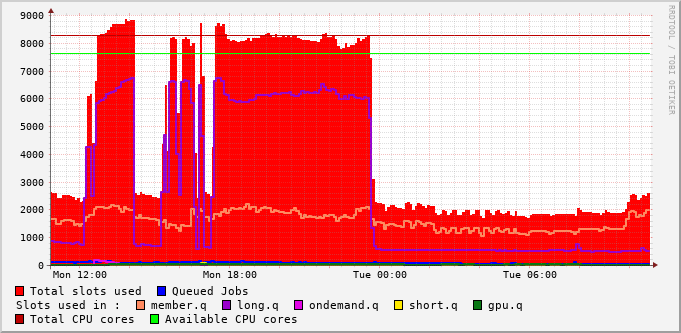 9000
8000
7000
6000
5000
4000
3000
2000
1000
0
Mon 12:00 Mon 18:00 Tue 00:00 Tue 06:00
RRDTOOL / TOBI OETIKER
Total slots used Queued Jobs
Slots used in : member.q long.q ondemand.q short.q gpu.q
Total CPU cores Available CPU cores